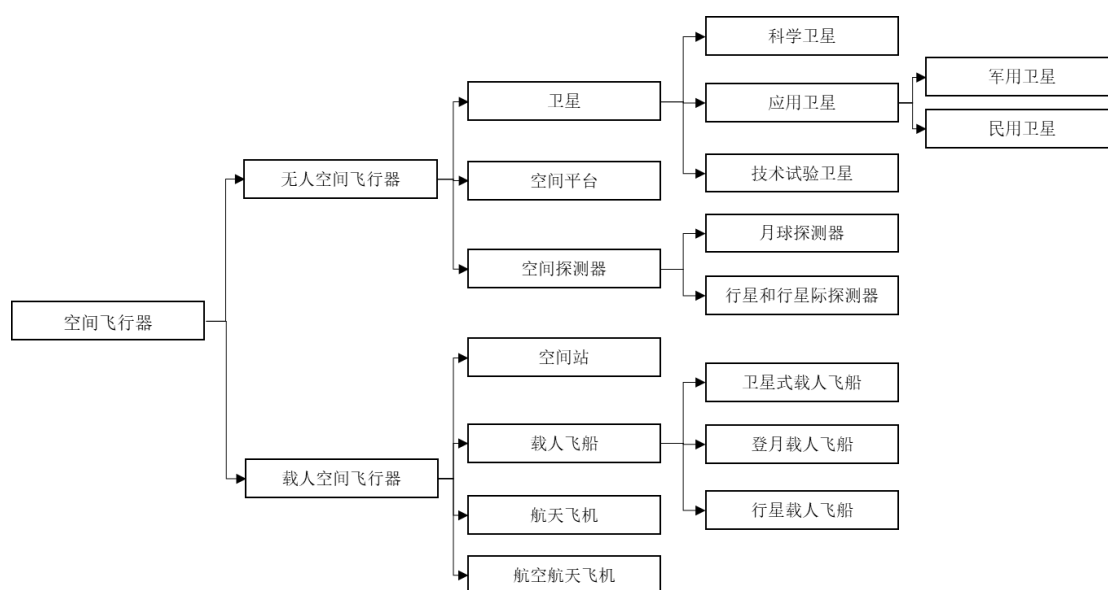 科学卫星
军用卫星
卫星
应用卫星
民用卫星
无人空间飞行器
空间平台
技术试验卫星
月球探测器
空间探测器
行星和行星际探测器
空间飞行器
空间站
卫星式载人飞船
载人飞船
登月载人飞船
载人空间飞行器
行星载人飞船
航天飞机
航空航天飞机